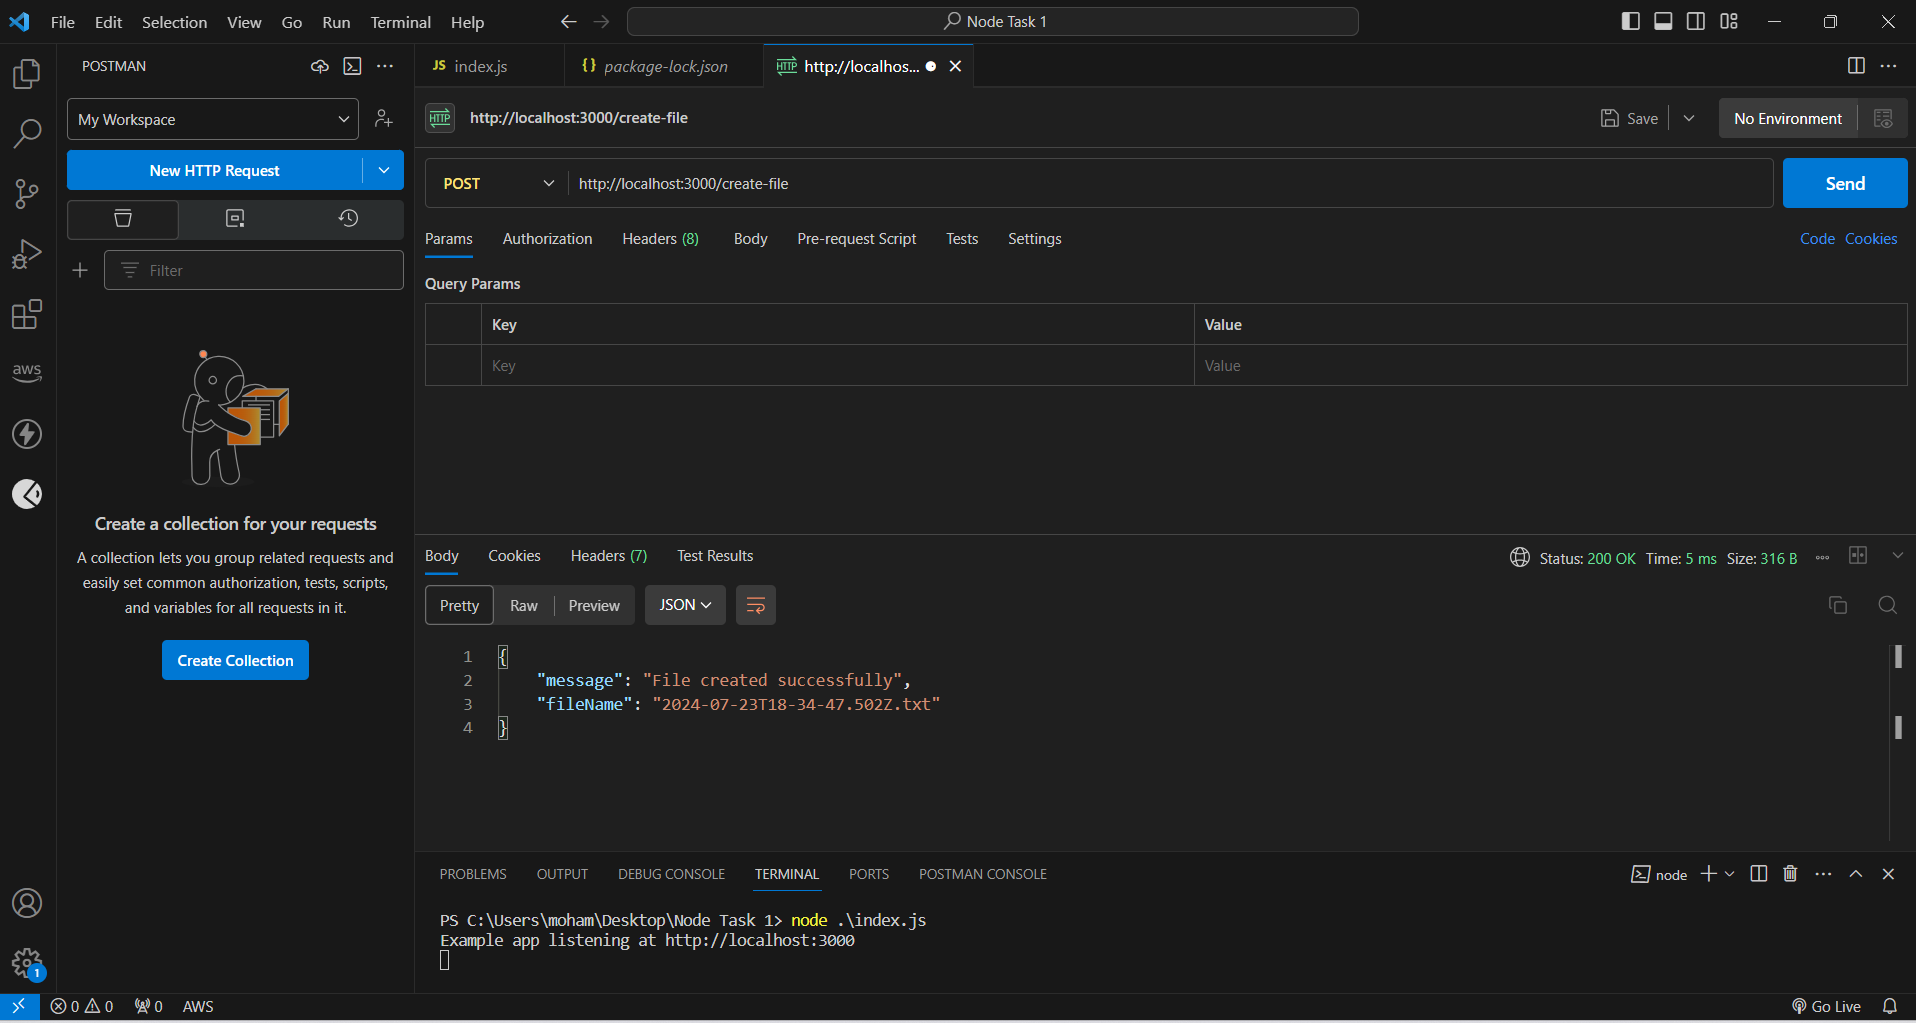 File Edit Selection View Go Run Terminal Help
Node Task 1
POSTMAN
JS index.js
{} package-lock.json
HTTP http://localhos...
My Workspace
HTTP http://localhost:3000/create-file
Save
No Environment
New HTTP Request
POST http://localhost:3000/create-file
Send
Params Authorization Headers (8) Body Pre-request Script Tests Settings
Code Cookies
Filter
Query Params
Key Value
Key Value
aws
Create a collection for your requests
A collection lets you group related requests and
easily set common authorization, tests, scripts,
and variables for all requests in it.
Create Collection
Body Cookies Headers (7) Test Results
Status: 200 OK Time: 5 ms Size: 316 B
Pretty Raw Preview JSON
1 {
2 "message": "File created successfully",
3 "fileName": "2024-07-23T18-34-47.502Z.txt"
4 }
PROBLEMS OUTPUT DEBUG CONSOLE TERMINAL PORTS POSTMAN CONSOLE
node
PS C:\Users\moham\Desktop\Node Task 1> node .\index.js
Example app listening at http://localhost:3000
1
0 0 0 AWS
Go Live